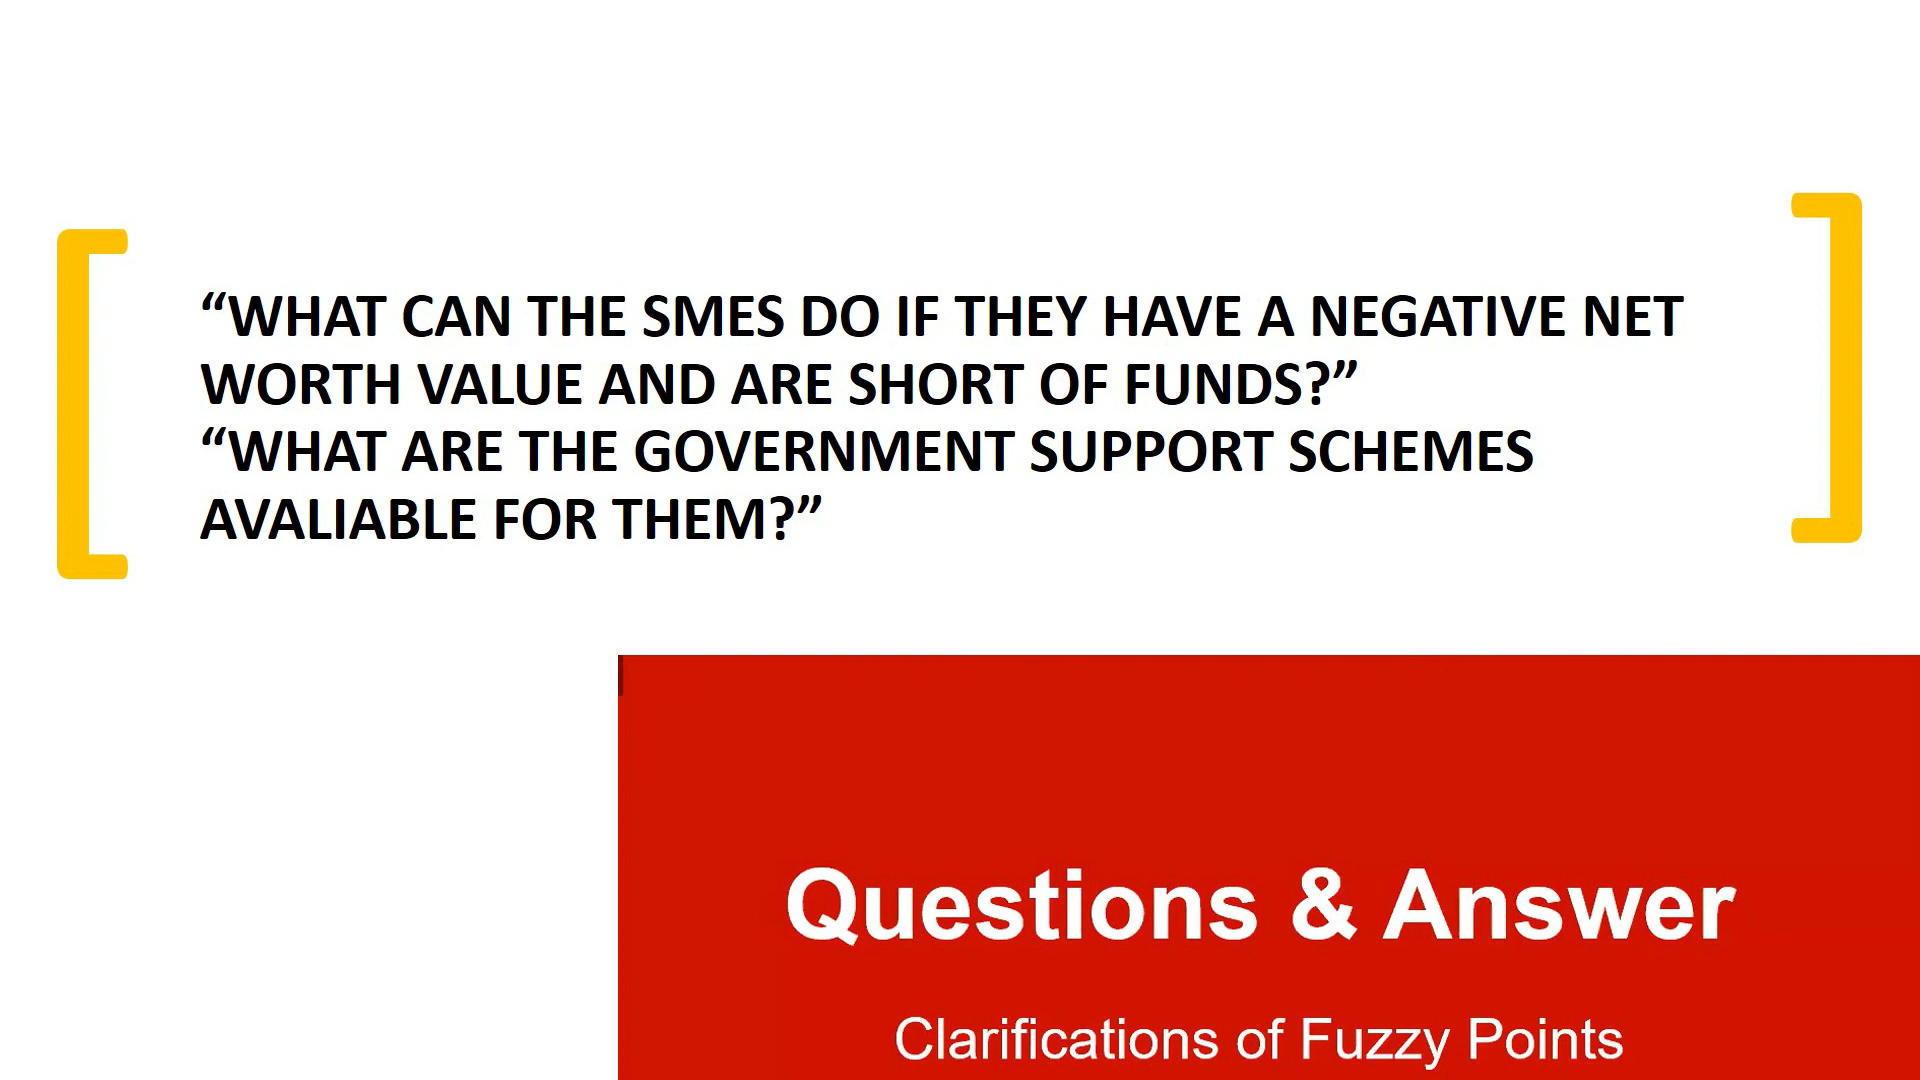 “WHAT CAN THE SMES DO IF THEY HAVE A NEGATIVE NET
WORTH VALUE AND ARE SHORT OF FUNDS?”
“WHAT ARE THE GOVERNMENT SUPPORT SCHEMES
AVALIABLE FOR THEM?”
Questions & Answer
Clarifications of Fuzzy Points